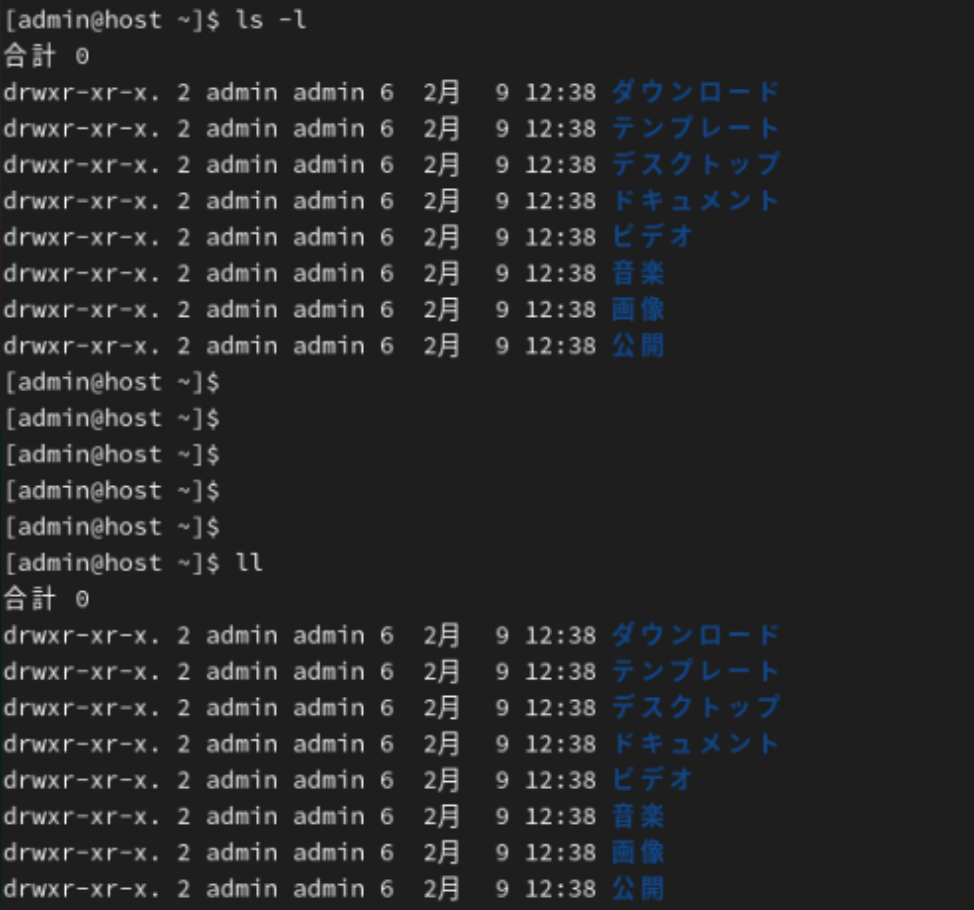 [admin@host ~]$ ls -l
合計 0
drwxr-xr-x. 2 admin admin 6  2月  9 12:38 ダウンロード
drwxr-xr-x. 2 admin admin 6  2月  9 12:38 テンプレート
drwxr-xr-x. 2 admin admin 6  2月  9 12:38 デスクトップ
drwxr-xr-x. 2 admin admin 6  2月  9 12:38 ドキュメント
drwxr-xr-x. 2 admin admin 6  2月  9 12:38 ビデオ
drwxr-xr-x. 2 admin admin 6  2月  9 12:38 音楽
drwxr-xr-x. 2 admin admin 6  2月  9 12:38 画像
drwxr-xr-x. 2 admin admin 6  2月  9 12:38 公開
[admin@host ~]$
[admin@host ~]$
[admin@host ~]$
[admin@host ~]$
[admin@host ~]$
[admin@host ~]$ ll
合計 0
drwxr-xr-x. 2 admin admin 6  2月  9 12:38 ダウンロード
drwxr-xr-x. 2 admin admin 6  2月  9 12:38 テンプレート
drwxr-xr-x. 2 admin admin 6  2月  9 12:38 デスクトップ
drwxr-xr-x. 2 admin admin 6  2月  9 12:38 ドキュメント
drwxr-xr-x. 2 admin admin 6  2月  9 12:38 ビデオ
drwxr-xr-x. 2 admin admin 6  2月  9 12:38 音楽
drwxr-xr-x. 2 admin admin 6  2月  9 12:38 画像
drwxr-xr-x. 2 admin admin 6  2月  9 12:38 公開